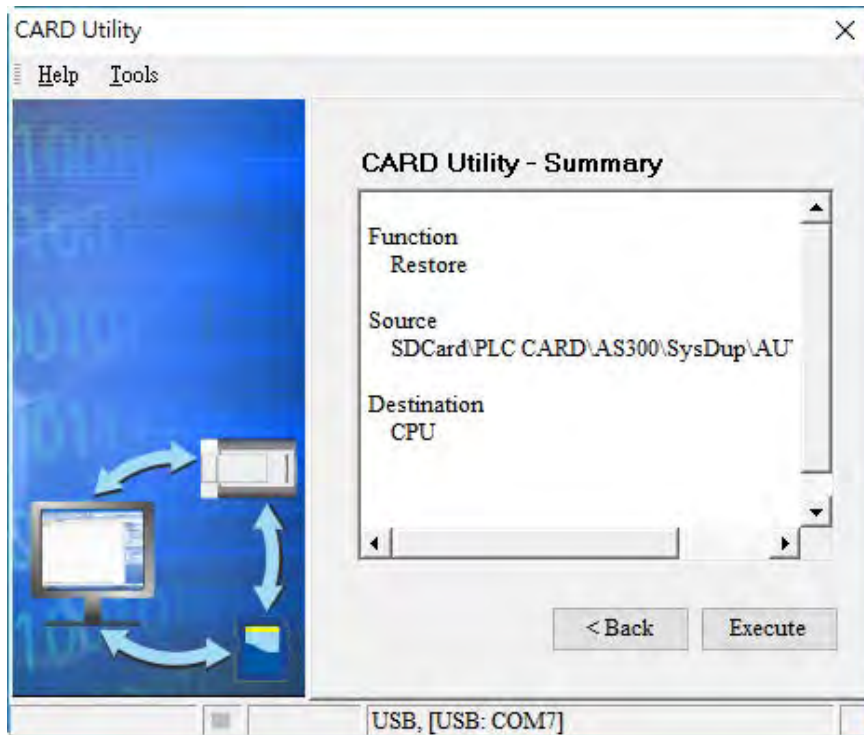 CARD Utility
Help Tools
CARD Utility - Summary
Function
Restore
Source
SDCard\PLC CARD\AS300\SysDup\AU
Destination
CPU
< Back Execute
USB, [USB: COM7]